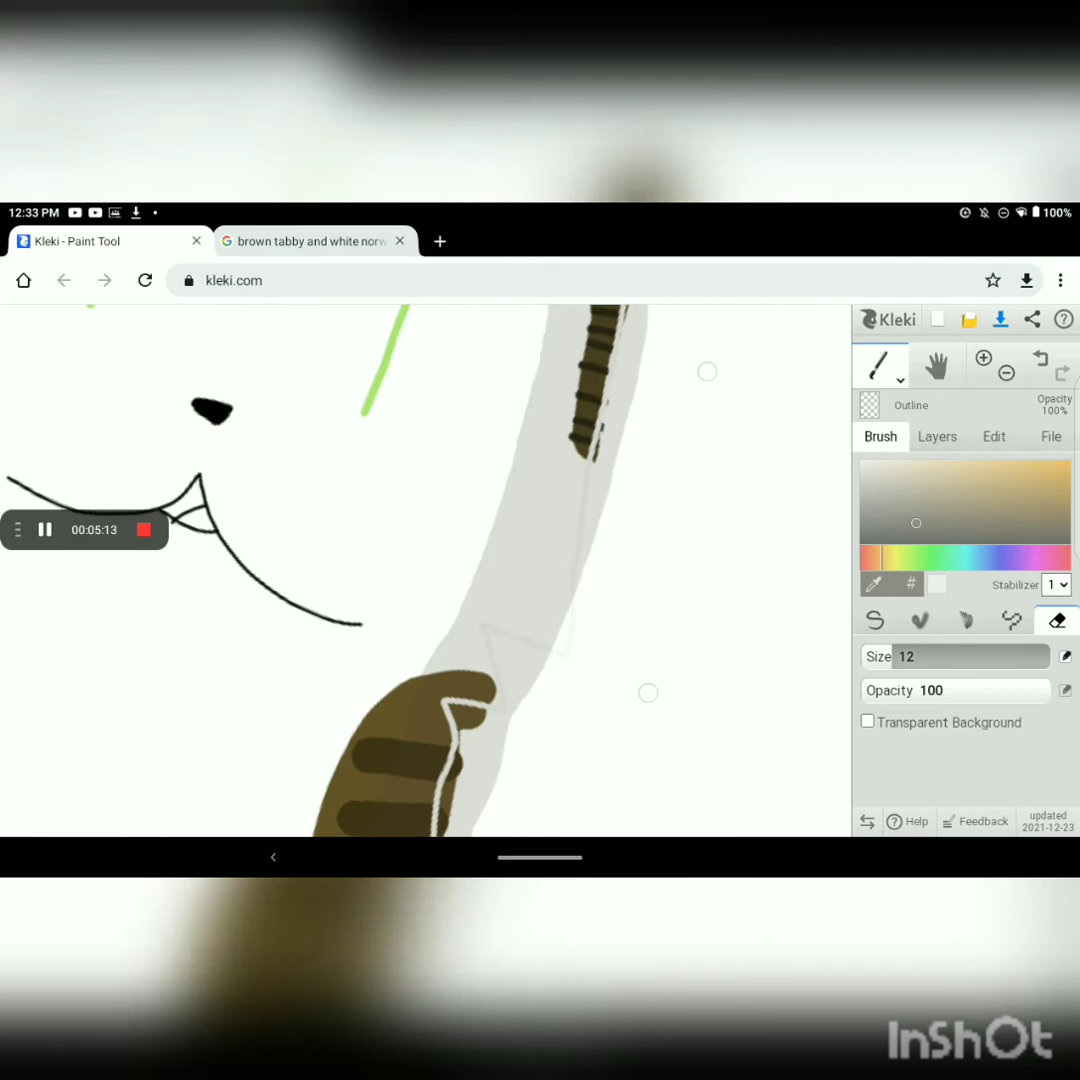 12:33 PM
100%
Kleki - Paint Tool
brown tabby and white norw
kleki.com
Kleki
Outline
Opacity
100%
Brush Layers Edit File
00:05:13
# Stabilizer 1
Size 12
Opacity 100
Transparent Background
Help Feedback updated
2021-12-23
InShOt